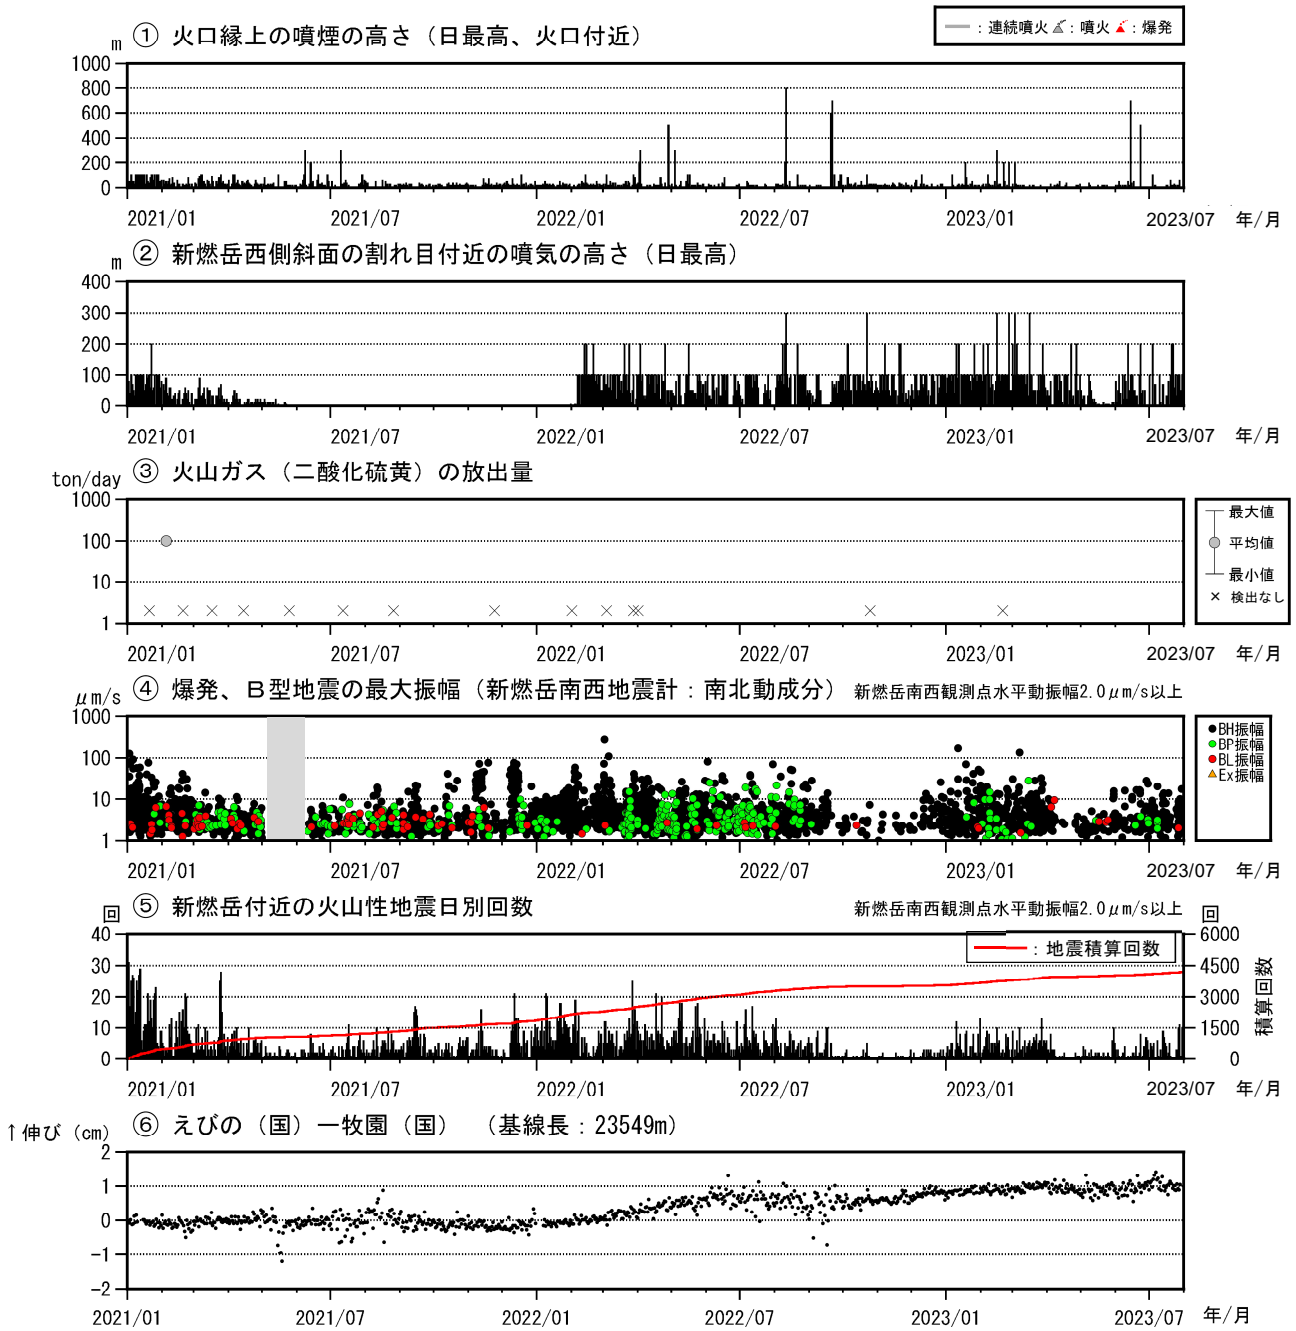 ① 火口縁上の噴煙の高さ（日最高、火口付近）
：連続噴火 ：噴火 ：爆発
m
1000
800
600
400
200
0
2021/01 2021/07 2022/01 2022/07 2023/01 2023/07 年/月
② 新燃岳西側斜面の割れ目付近の噴気の高さ（日最高）
m
400
300
200
100
0
2021/01 2021/07 2022/01 2022/07 2023/01 2023/07 年/月
③ 火山ガス（二酸化硫黄）の放出量
ton/day
1000
100
10
1
最大値
平均値
最小値
× 検出なし
2021/01 2021/07 2022/01 2022/07 2023/01 2023/07 年/月
④ 爆発、Ｂ型地震の最大振幅（新燃岳南西地震計：南北動成分） 新燃岳南西観測点水平動振幅2.0μm/s以上
μm/s
1000
100
10
1
BH振幅
BP振幅
BL振幅
Ex振幅
2021/01 2021/07 2022/01 2022/07 2023/01 2023/07 年/月
⑤ 新燃岳付近の火山性地震日別回数 新燃岳南西観測点水平動振幅2.0μm/s以上
回 回
40 6000
：地震積算回数
30 4500
20 3000
10 1500
0 0
積算回数
2021/01 2021/07 2022/01 2022/07 2023/01 2023/07 年/月
⑥ えびの（国）－牧園（国） （基線長：23549m）
↑伸び（cm）
2
1
0
-1
-2
2021/01 2021/07 2022/01 2022/07 2023/01 2023/07 年/月